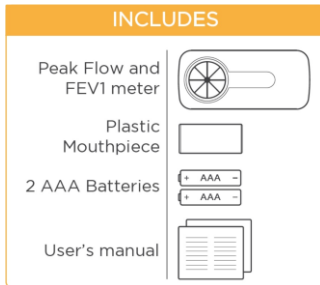 INCLUDES
Peak Flow and
FEV1 meter
Plastic
Mouthpiece
2 AAA Batteries
+ AAA –
+ AAA –
User's manual